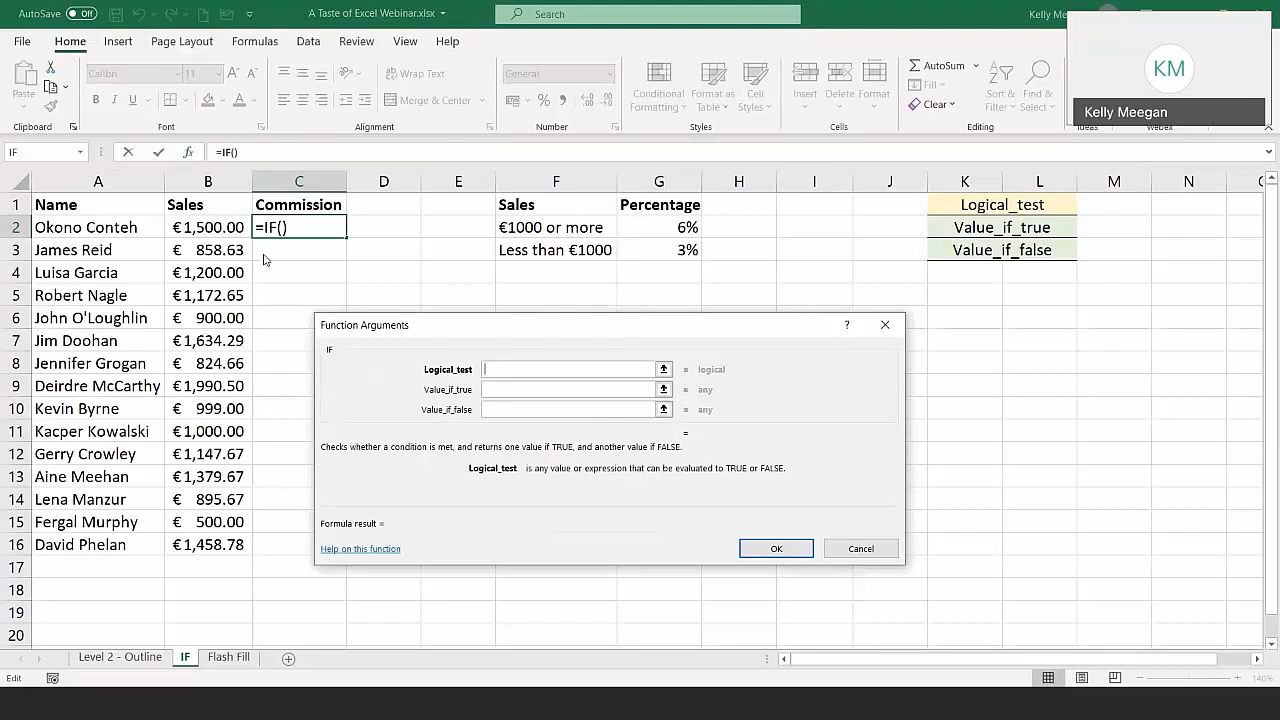 AutoSave Off A Taste of Excel Webinar.xlsx Search Kelly Me
File Home Insert Page Layout Formulas Data Review View Help
KM
Kelly Meegan
Paste Calibri 11 A A Wrap Text General Conditional Formatting Format as Table Cell Styles Insert Delete Format AutoSum Fill Clear Sort & Filter Find & Select
B I U A Merge & Center %
Clipboard Font Alignment Number Styles Cells Editing Ideas Webex
IF fx =IF()
A B C D E F G H I J K L M N
1 Name Sales Commission Sales Percentage Logical_test
2 Okono Conteh € 1,500.00 =IF() €1000 or more 6% Value_if_true
3 James Reid € 858.63 Less than €1000 3% Value_if_false
4 Luisa Garcia € 1,200.00
5 Robert Nagle € 1,172.65
6 John O'Loughlin € 900.00
7 Jim Doohan € 1,634.29
8 Jennifer Grogan € 824.66
9 Deirdre McCarthy € 1,990.50
10 Kevin Byrne € 999.00
11 Kacper Kowalski € 1,000.00
12 Gerry Crowley € 1,147.67
13 Aine Meehan € 1,379.67
14 Lena Manzur € 895.67
15 Fergal Murphy € 500.00
16 David Phelan € 1,458.78
17
18
19
20
Function Arguments ?
IF
Logical_test = logical
Value_if_true = any
Value_if_false = any
=
Checks whether a condition is met, and returns one value if TRUE, and another value if FALSE.
Logical_test is any value or expression that can be evaluated to TRUE or FALSE.
Formula result =
Help on this function OK Cancel
Level 2 - Outline IF Flash Fill
Edit 140%